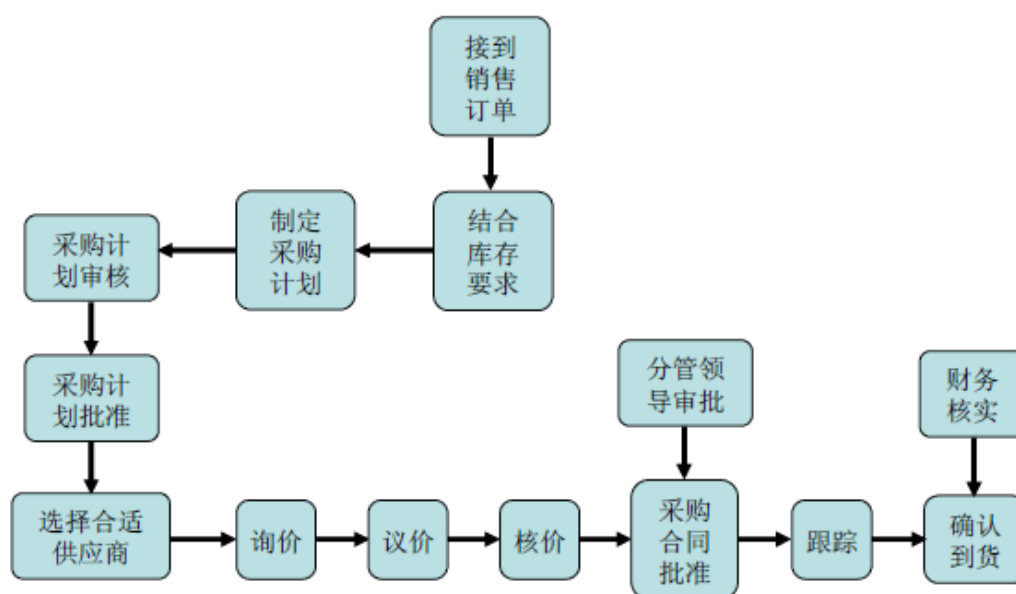 接到
销售
订单
结合
库存
要求
制定
采购
计划
采购计
划审核
采购计
划批准
选择合适
供应商
询价
议价
核价
分管领
导审批
采购
合同
批准
跟踪
财务
核实
确认
到货